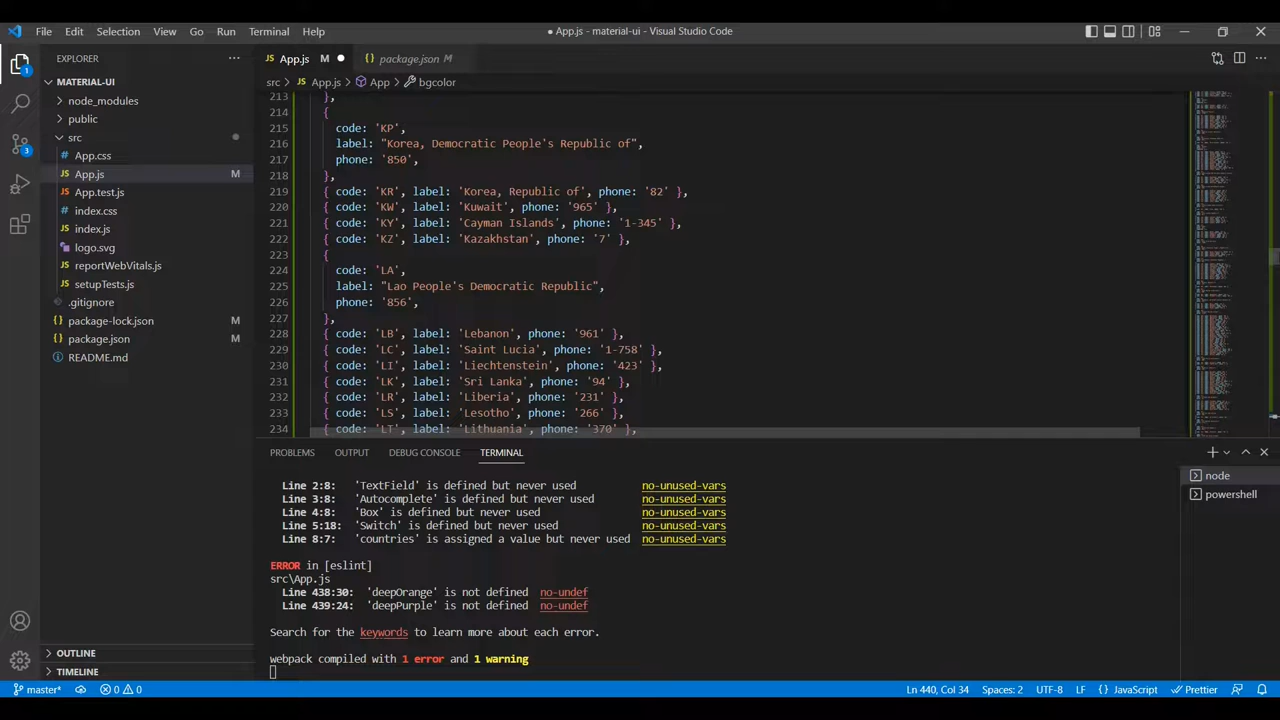 File Edit Selection View Go Run Terminal Help
● App.js - material-ui - Visual Studio Code
EXPLORER
MATERIAL-UI
node_modules
public
src
# App.css
JS App.js M
JS App.test.js
# index.css
JS index.js
logo.svg
JS reportWebVitals.js
JS setupTests.js
.gitignore
{} package-lock.json M
{} package.json M
README.md
OUTLINE
TIMELINE
1
3
JS App.js M ●
{} package.json M
src > JS App.js > App > bgcolor
213 },
214 {
215 code: 'KP',
216 label: "Korea, Democratic People's Republic of",
217 phone: '850',
218 },
219 { code: 'KR', label: 'Korea, Republic of', phone: '82' },
220 { code: 'KW', label: 'Kuwait', phone: '965' },
221 { code: 'KY', label: 'Cayman Islands', phone: '1-345' },
222 { code: 'KZ', label: 'Kazakhstan', phone: '7' },
223 {
224 code: 'LA',
225 label: "Lao People's Democratic Republic",
226 phone: '856',
227 },
228 { code: 'LB', label: 'Lebanon', phone: '961' },
229 { code: 'LC', label: 'Saint Lucia', phone: '1-758' },
230 { code: 'LI', label: 'Liechtenstein', phone: '423' },
231 { code: 'LK', label: 'Sri Lanka', phone: '94' },
232 { code: 'LR', label: 'Liberia', phone: '231' },
233 { code: 'LS', label: 'Lesotho', phone: '266' },
234 { code: 'LT', label: 'Lithuania', phone: '370' },
PROBLEMS OUTPUT DEBUG CONSOLE TERMINAL
Line 2:8: 'TextField' is defined but never used no-unused-vars
Line 3:8: 'Autocomplete' is defined but never used no-unused-vars
Line 4:8: 'Box' is defined but never used no-unused-vars
Line 5:18: 'Switch' is defined but never used no-unused-vars
Line 8:7: 'countries' is assigned a value but never used no-unused-vars
ERROR in [eslint]
src\App.js
Line 438:30: 'deepOrange' is not defined no-undef
Line 439:24: 'deepPurple' is not defined no-undef
Search for the keywords to learn more about each error.
webpack compiled with 1 error and 1 warning
node
powershell
master* 0 0
Ln 440, Col 34 Spaces: 2 UTF-8 LF {} JavaScript Prettier